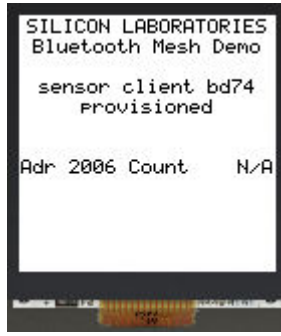 SILICON LABORATORIES
Bluetooth Mesh Demo
sensor client bd74
provisioned
Adr 2006 Count N/A